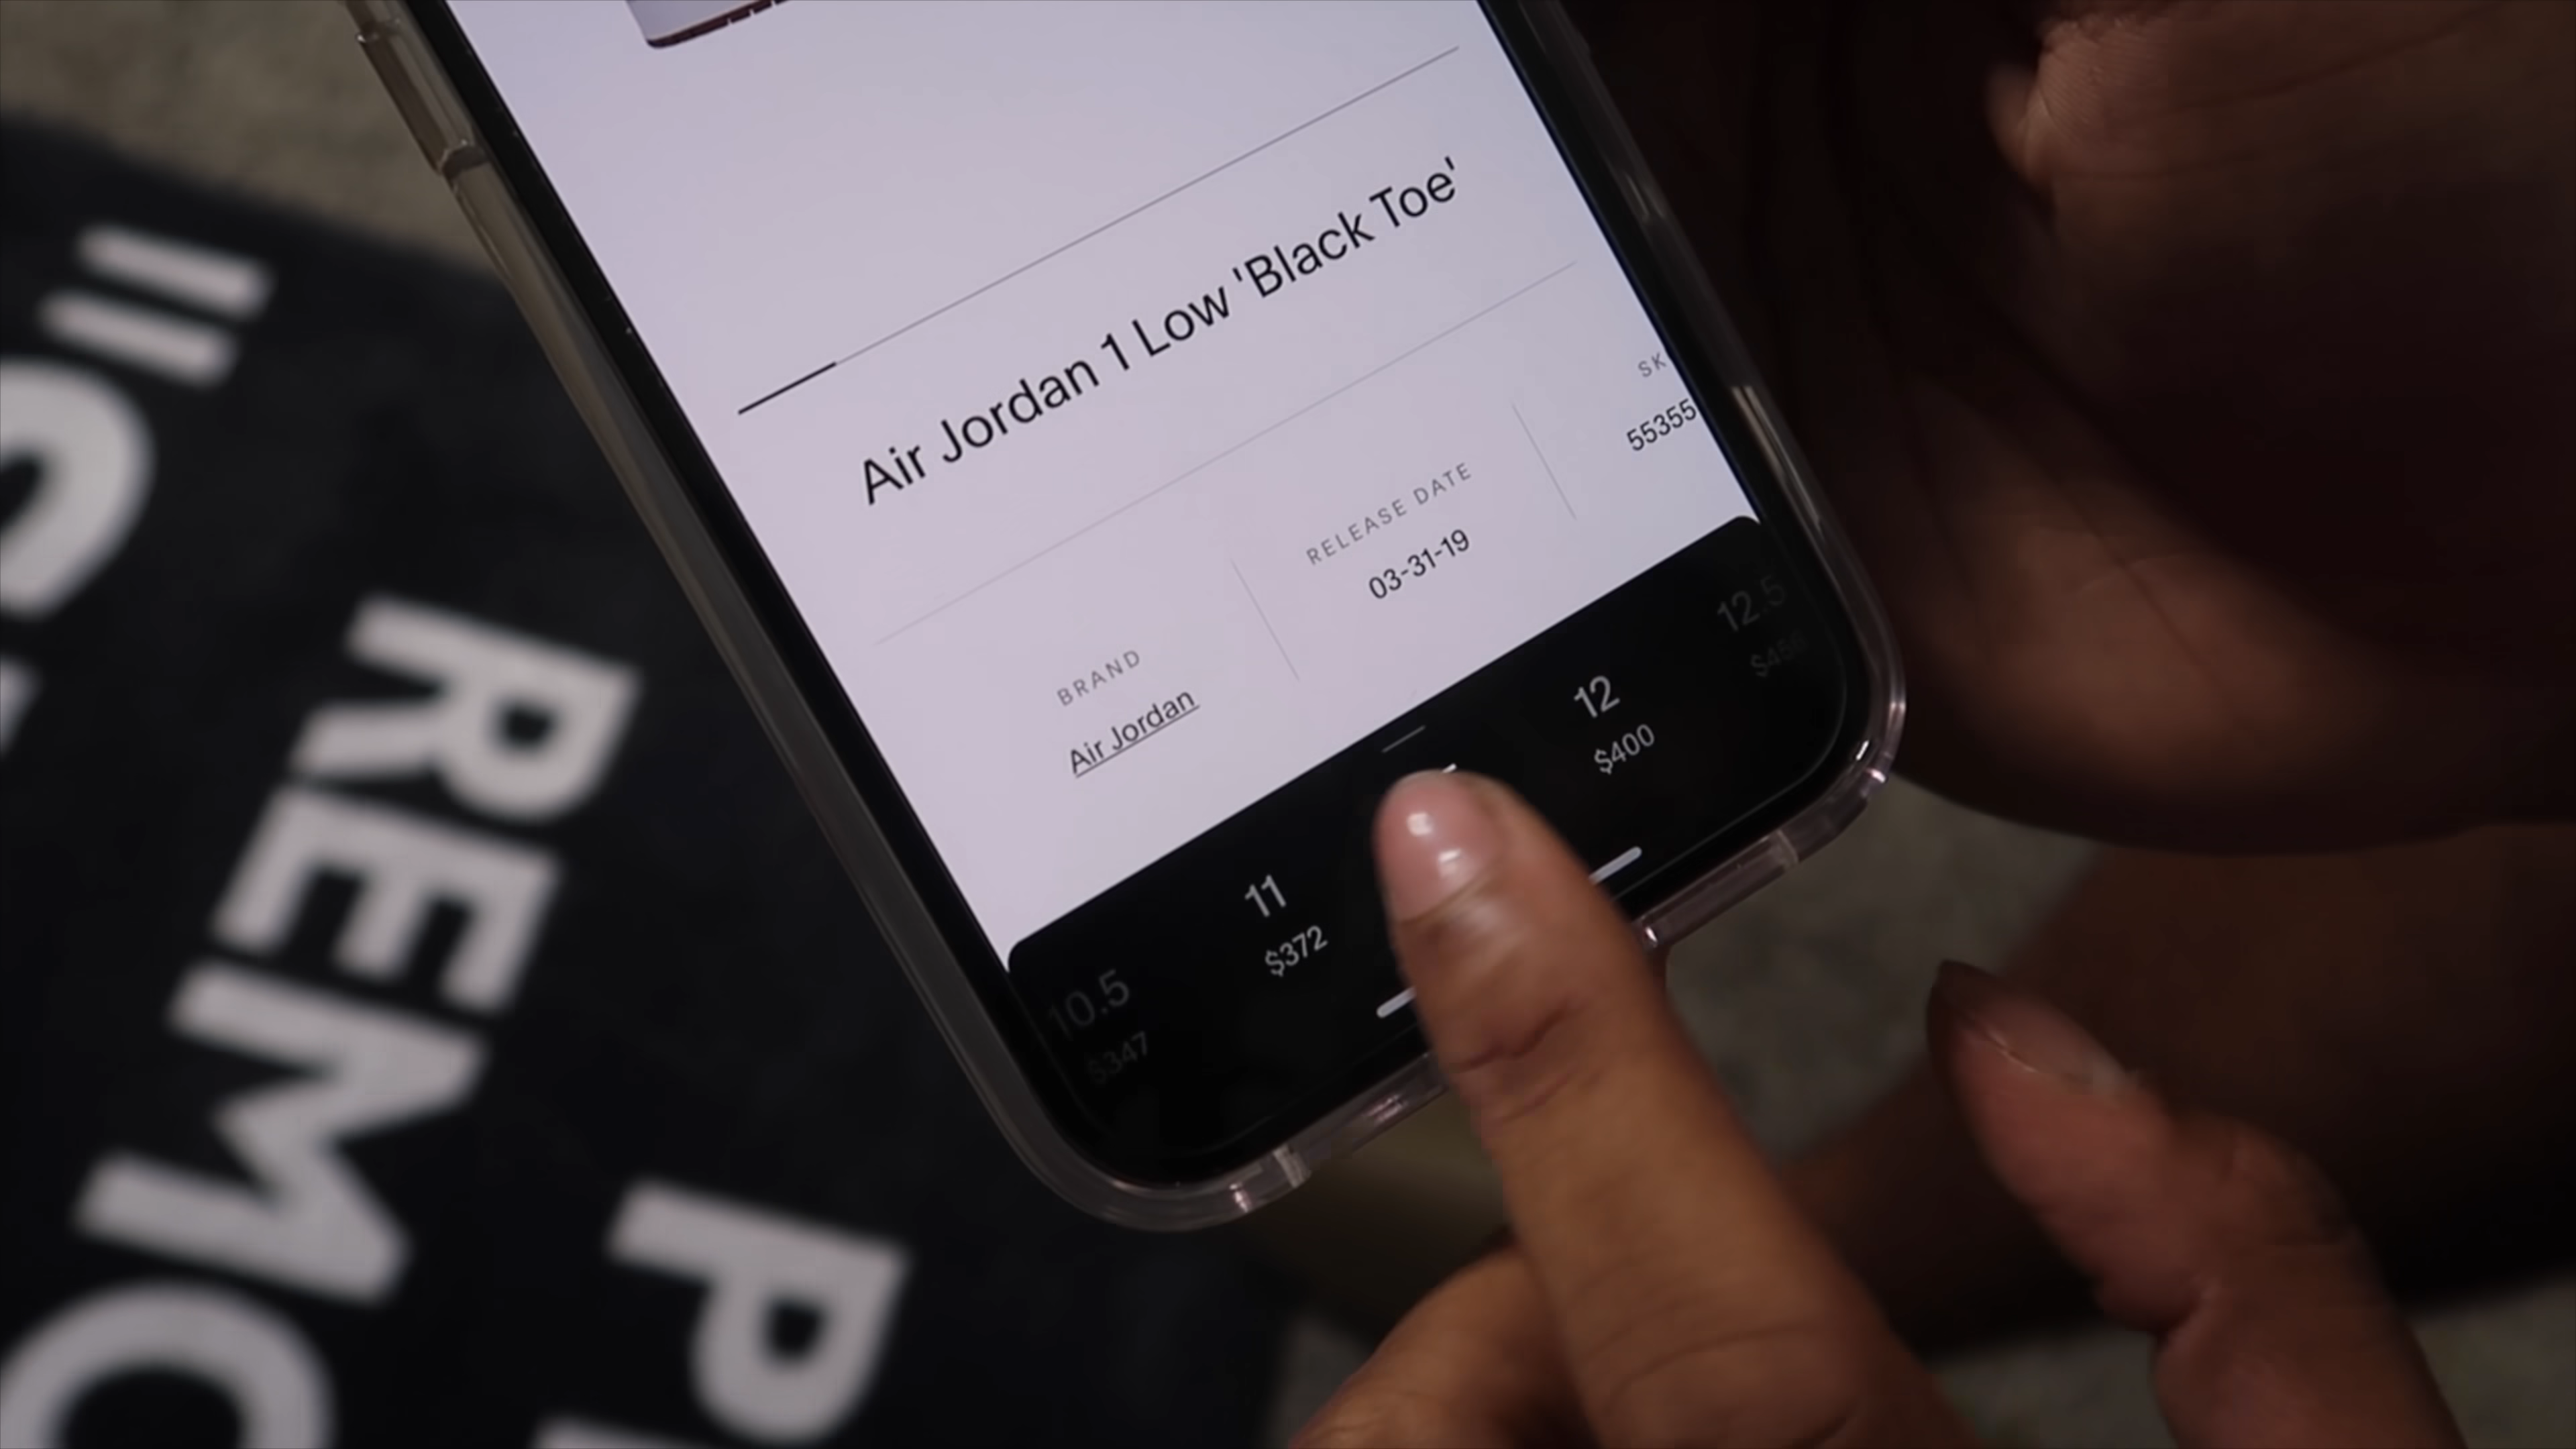 Air Jordan 1 Low 'Black Toe'
BRAND
Air Jordan
RELEASE DATE
03-31-19
SK
55355
10.5
$347
11
$372
12
$400
12.5
REMO